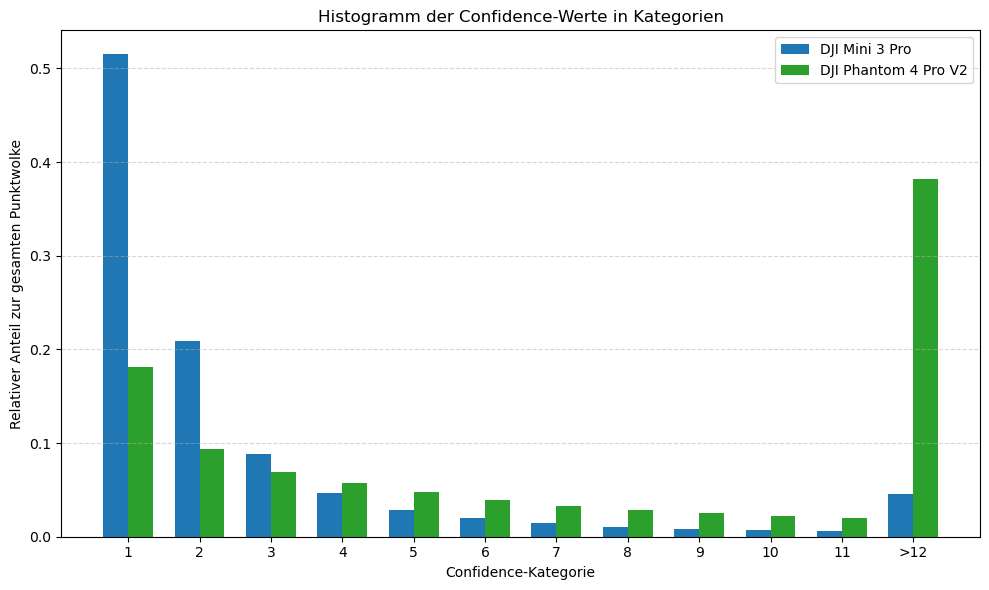 Histogramm der Confidence-Werte in Kategorien
DJI Mini 3 Pro
DJI Phantom 4 Pro V2
Relativer Anteil zur gesamten Punktwolke
0.5
0.4
0.3
0.2
0.1
0.0
1 2 3 4 5 6 7 8 9 10 11 >12
Confidence-Kategorie